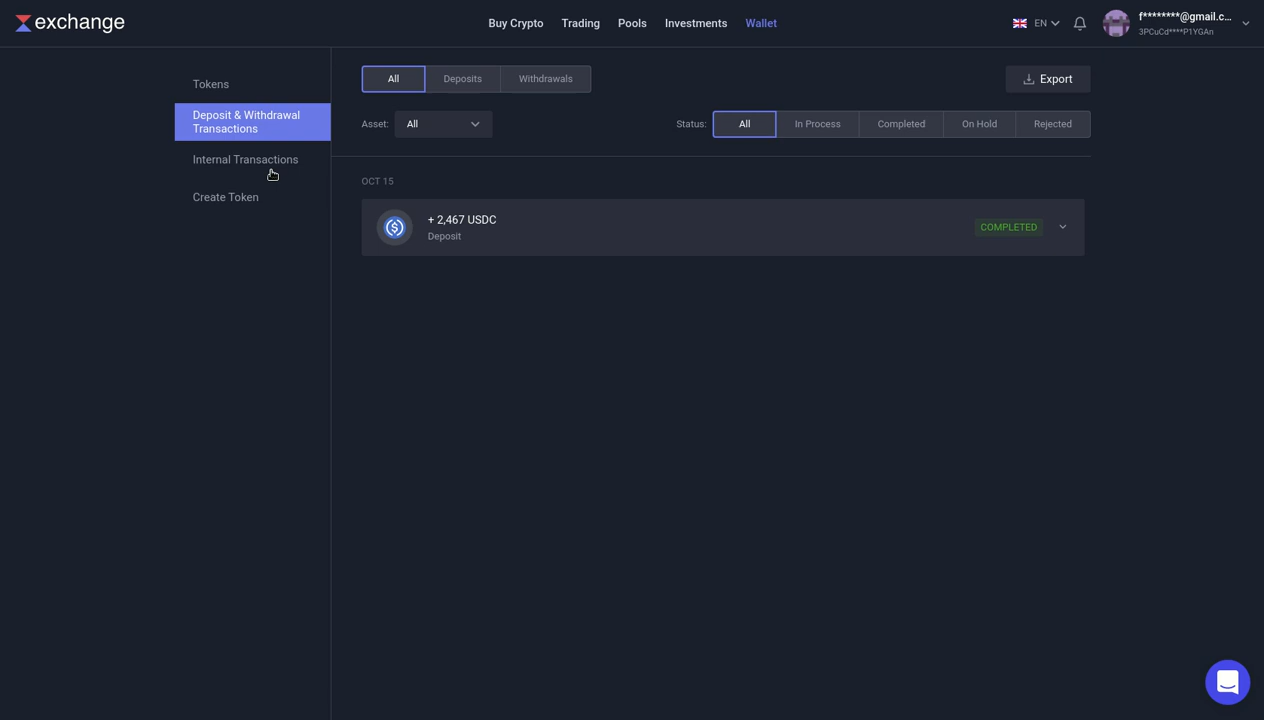 exchange
Buy Crypto
Trading
Pools
Investments
Wallet
EN
f********@gmail.c...
3PCuCd****P1YGAn
Tokens
Deposit & Withdrawal
Transactions
Internal Transactions
Create Token
All
Deposits
Withdrawals
Export
Asset:
All
Status:
All
In Process
Completed
On Hold
Rejected
OCT 15
+ 2,467 USDC
Deposit
COMPLETED